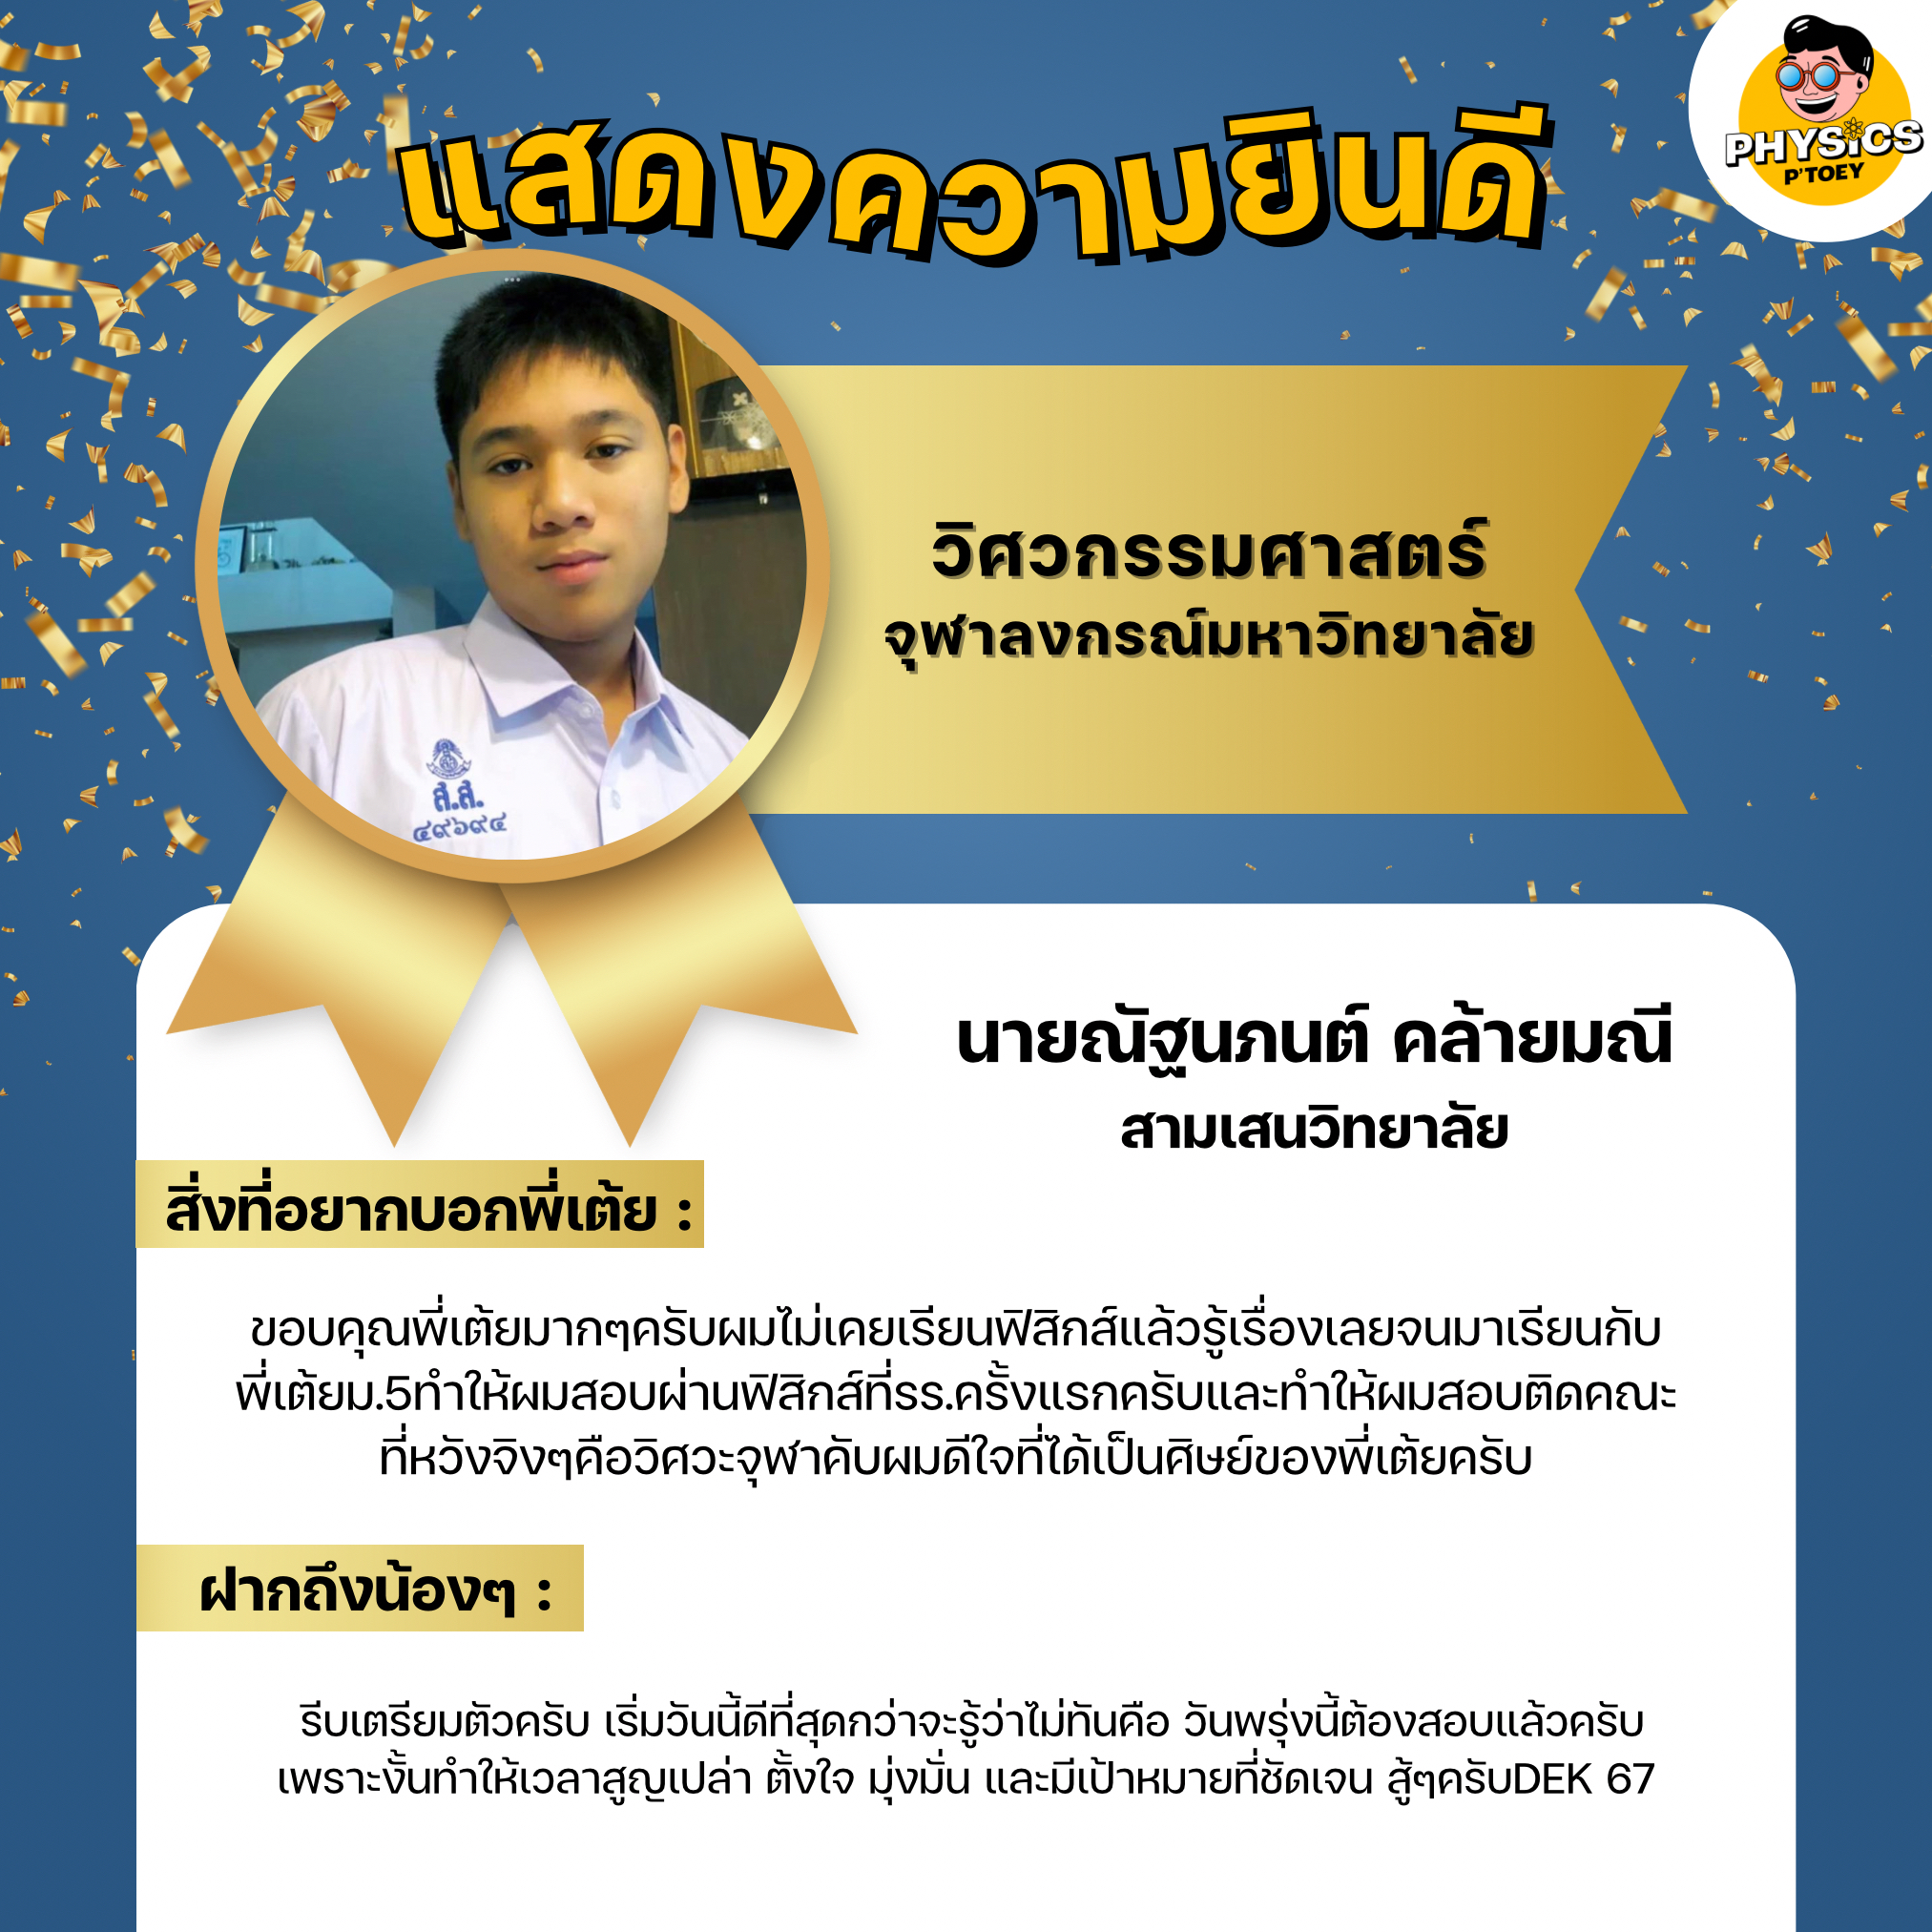 แสดงความยินดี
PHYSICS
P'TOEY
วิศวกรรมศาสตร์
จุฬาลงกรณ์มหาวิทยาลัย
ส.ส.
๔๙๖๙๔
นายณัฐนภนต์ คล้ายมณี
สามเสนวิทยาลัย
สิ่งที่อยากบอกพี่เต้ย :
ขอบคุณพี่เต้ยมากๆครับผมไม่เคยเรียนฟิสิกส์แล้วรู้เรื่องเลยจนมาเรียนกับ
พี่เต้ยม.5ทำให้ผมสอบผ่านฟิสิกส์ที่รร.ครั้งแรกครับและทำให้ผมสอบติดคณะ
ที่หวังจิงๆคือวิศวะจุฬาคับผมดีใจที่ได้เป็นศิษย์ของพี่เต้ยครับ
ฝากถึงน้องๆ :
รีบเตรียมตัวครับ เริ่มวันนี้ดีที่สุดกว่าจะรู้ว่าไม่ทันคือ วันพรุ่งนี้ต้องสอบแล้วครับ
เพราะงั้นทำให้เวลาสูญเปล่า ตั้งใจ มุ่งมั่น และมีเป้าหมายที่ชัดเจน สู้ๆครับDEK 67